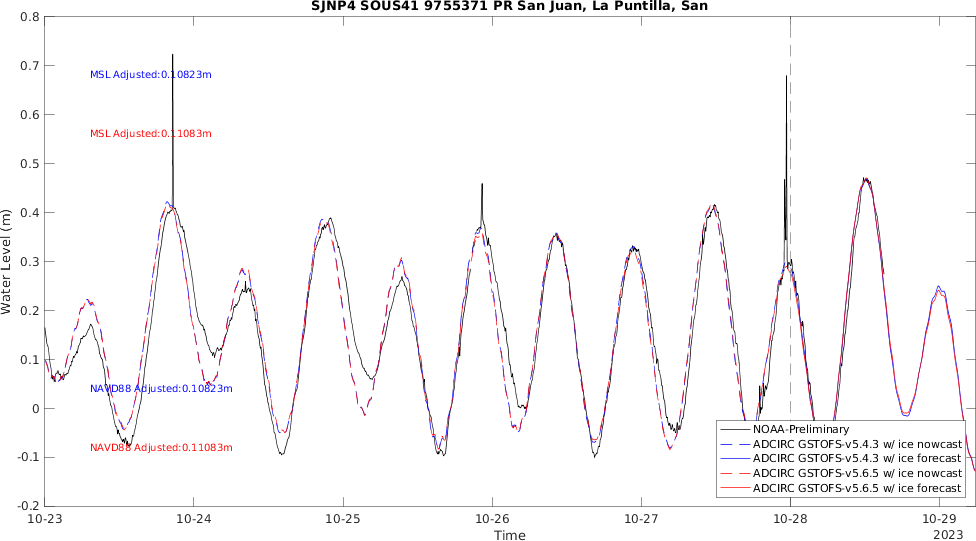 SJNP4 SOUS41 9755371 PR San Juan, La Puntilla, San
0.8
0.7
0.6
0.5
0.4
0.3
0.2
0.1
0
-0.1
-0.2
Water Level (m)
MSL Adjusted:0.10823m
MSL Adjusted:0.11083m
NAVD88 Adjusted:0.10823m
NAVD88 Adjusted:0.11083m
NOAA-Preliminary
ADCIRC GSTOFS-v5.4.3 w/ ice nowcast
ADCIRC GSTOFS-v5.4.3 w/ ice forecast
ADCIRC GSTOFS-v5.6.5 w/ ice nowcast
ADCIRC GSTOFS-v5.6.5 w/ ice forecast
10-23 10-24 10-25 10-26 10-27 10-28 10-29
Time
2023